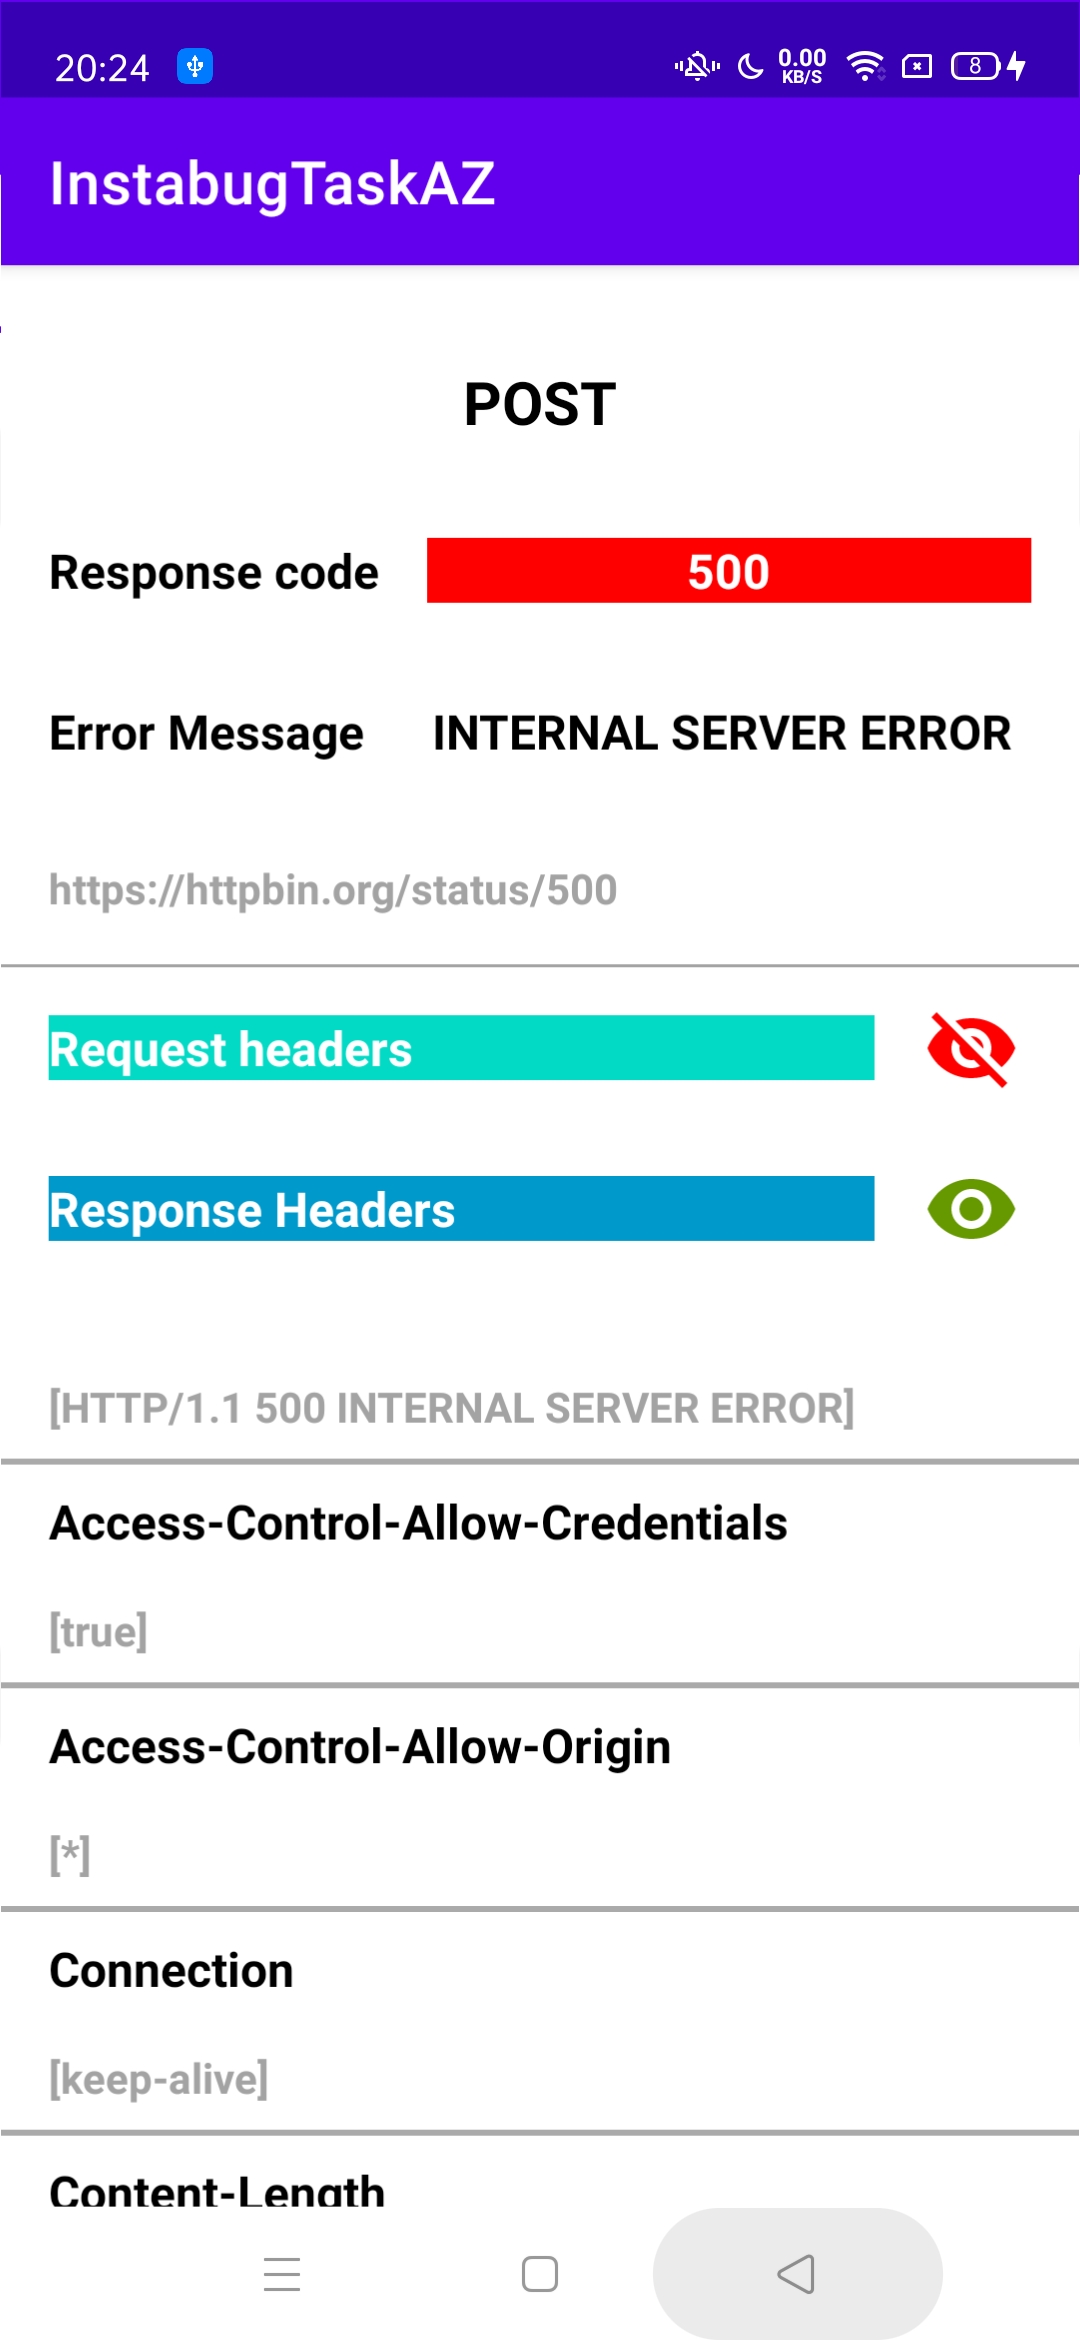 20:24 0.00 KB/S 8
InstabugTaskAZ
POST
Response code 500
Error Message INTERNAL SERVER ERROR
https://httpbin.org/status/500
Request headers
Response Headers
[HTTP/1.1 500 INTERNAL SERVER ERROR]
Access-Control-Allow-Credentials
[true]
Access-Control-Allow-Origin
[*]
Connection
[keep-alive]
Content-Length